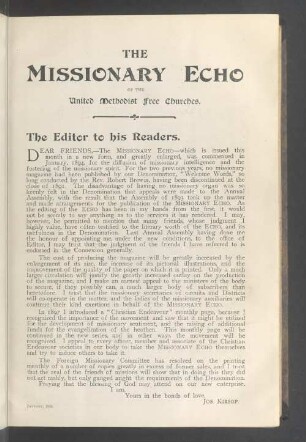 THE
MISSIONARY ECHO
OF THE
United Methodist Free Churches.
The Editor to his Readers.
DEAR FRIENDS,—The MISSIONARY ECHO—which is issued this
month in a new form, and greatly enlarged, was commenced in
January, 1894, for the diffusion of missionary intelligence and the
fostering of the missionary spirit. For the two previous years, no missionary
magazine had been published by our Denomination, "Welcome Words," so
long conducted by the Rev. Robert Brewin, having been discontinued at the
close of 1891. The disadvantage of having no missionary organ was so
keenly felt in the Denomination that appeals were made to the Annual
Assembly, with the result that the Assembly of 1893 took up the matter
and made arrangements for the publication of the MISSIONARY ECHO. As
the editing of the ECHO has been in my hands from the first, it would
not be seemly to say anything as to the services it has rendered. I may,
however, be permitted to mention that many friends, whose judgment I
highly value, have often testified to the literary worth of the ECHO, and its
usefulness in the Denomination. Last Annual Assembly having done me
the honour of appointing me, under the new conditions, to the office of
Editor, I may trust that the judgment of the friends I have referred to is
endorsed in the Connexion generally.
The cost of producing the magazine will be greatly increased by the
enlargement of its size, the increase of its pictorial illustrations, and the
improvement of the quality of the paper on which it is printed. Only a much
larger circulation will justify the greatly increased outlay on the production
of the magazine, and I make an earnest appeal to the ministers of the body
to secure, if they possibly can, a much larger body of subscribers than
heretofore. I trust that the missionary secretaries of circuits and schools
will co-operate in the matter, and the ladies of the missionary auxiliaries will
continue their kind exertions in behalf of the MISSIONARY ECHO.
In 1897 I introduced a "Christian Endeavour" monthly page, because I
recognized the importance of the movement and saw that it might be utilised
for the development of missionary sentiment, and the raising of additional
funds for the evangelization of the heathen. This monthly page will be
continued in the new series, and in other ways the movement will be
recognized. I appeal to every officer, member and associate of the Christian
Endeavour societies in our body to take the MISSIONARY ECHO themselves
and try to induce others to take it.
The Foreign Missionary Committee has resolved on the printing
monthly of a number of copies greatly in excess of former sales, and I trust
that the end of the friends of missions will show that in doing this they did
not act rashly, but only gauged aright the requirements of the Denomination.
Praying that the blessing of God may attend on our new enterprise,
I am,
Yours in the bonds of love,
JOS. KIRSOP.
JANUARY,